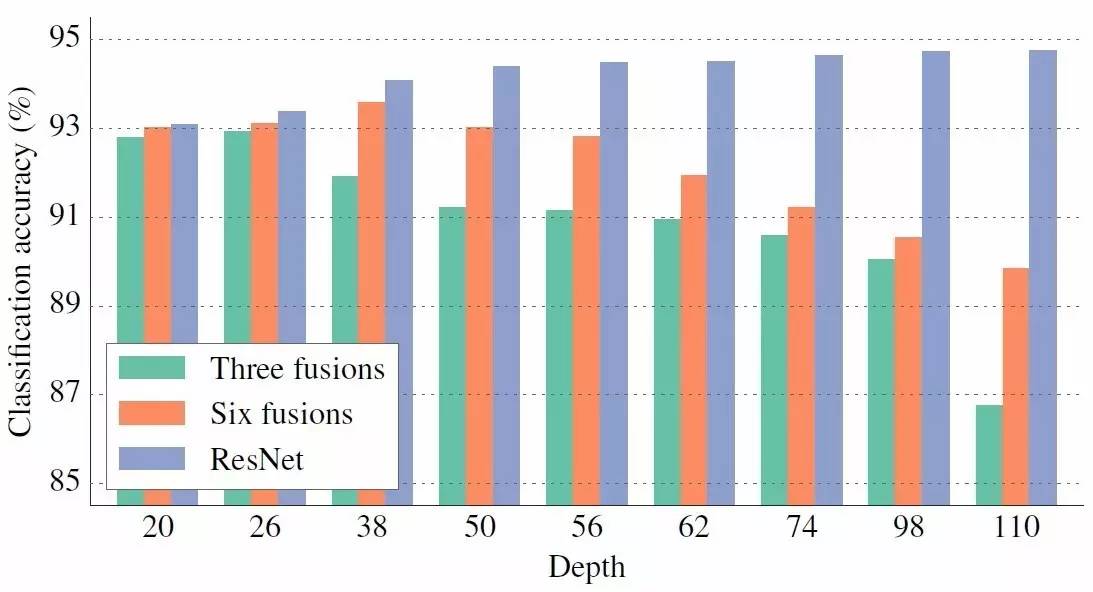 95
93
91
89
87
85
Classification accuracy (%)
Three fusions
Six fusions
ResNet
20 26 38 50 56 62 74 98 110
Depth